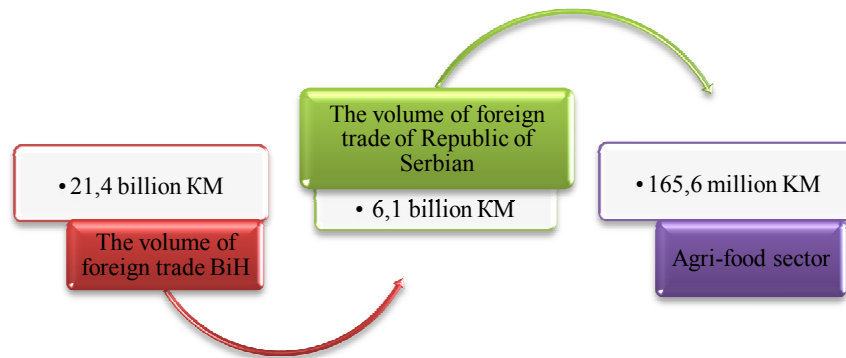 • 21,4 billion KM
The volume of
foreign trade BiH
The volume of foreign
trade of Republic of
Serbian
• 6,1 billion KM
• 165,6 million KM
Agri-food sector